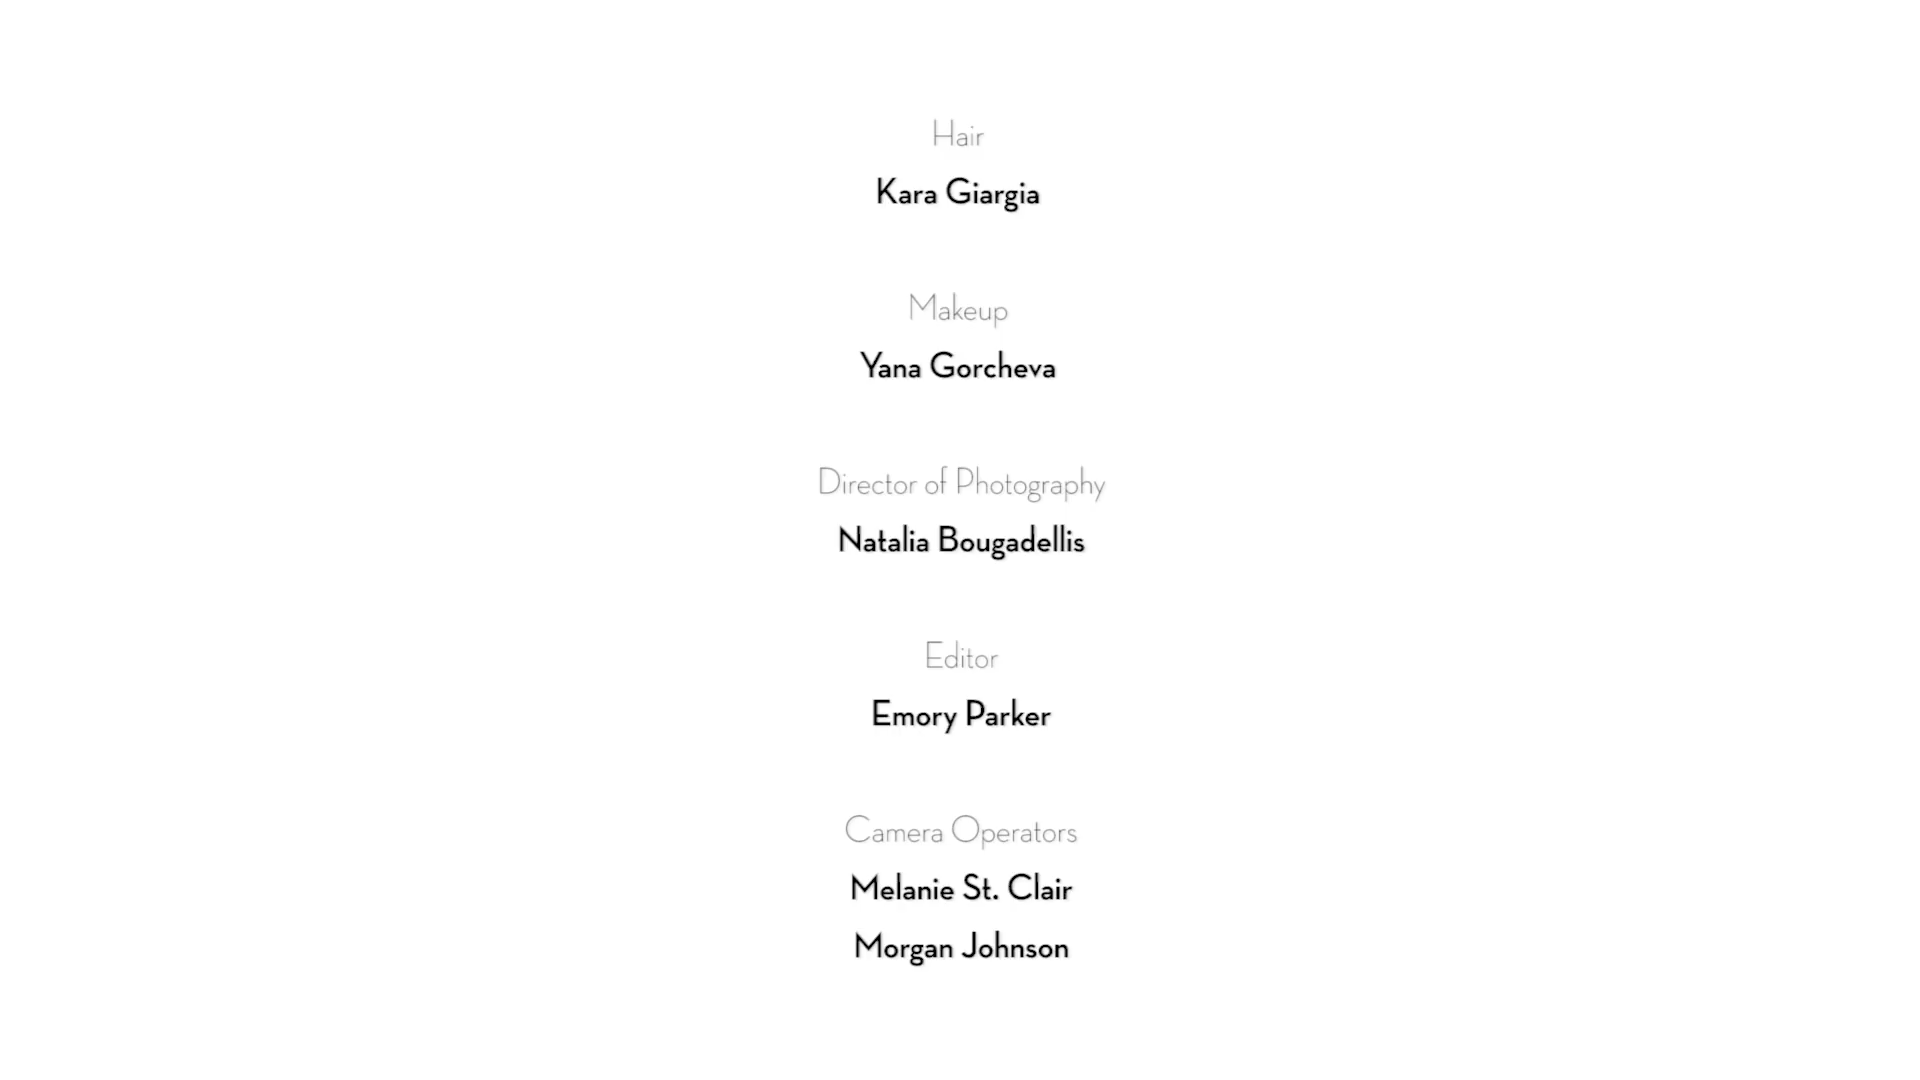 Hair
Kara Giargia
Makeup
Yana Gorcheva
Director of Photography
Natalia Bougadellis
Editor
Emory Parker
Camera Operators
Melanie St. Clair
Morgan Johnson